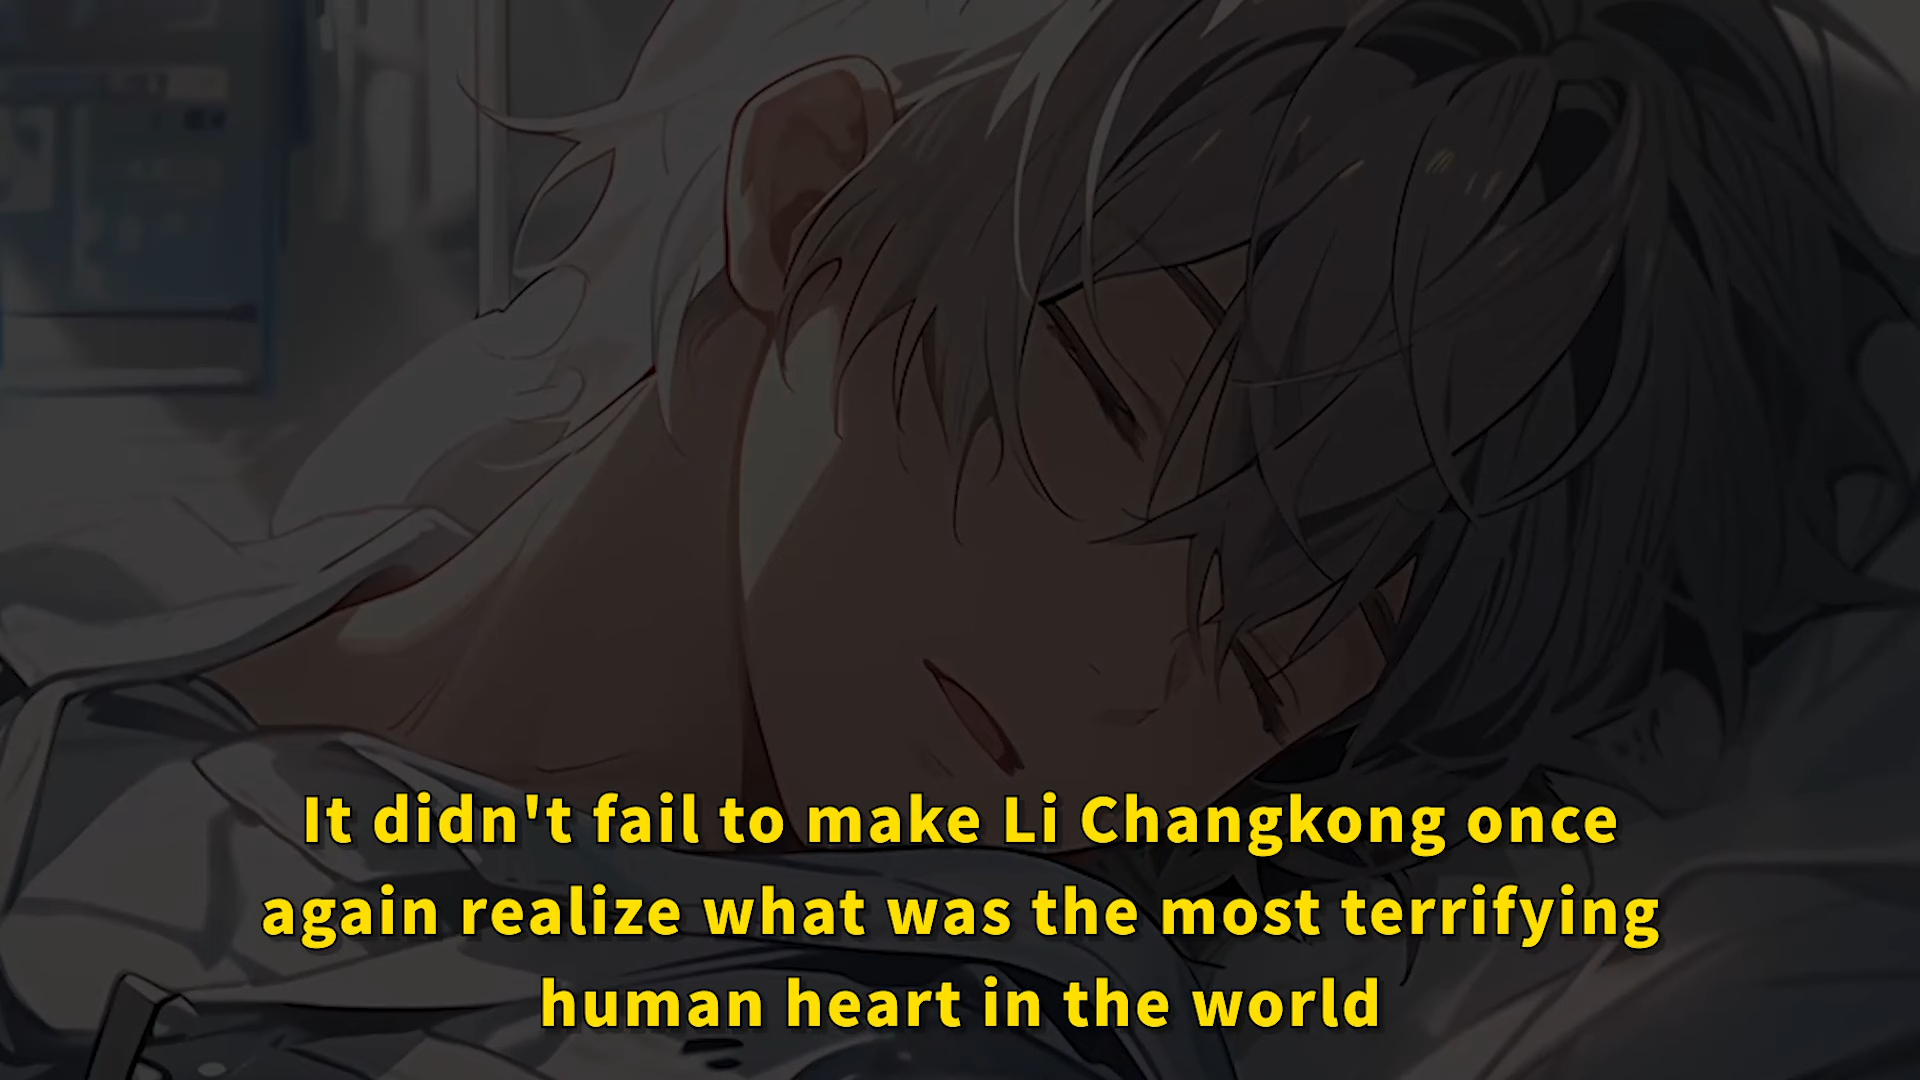 It didn't fail to make Li Changkong once
again realize what was the most terrifying
human heart in the world